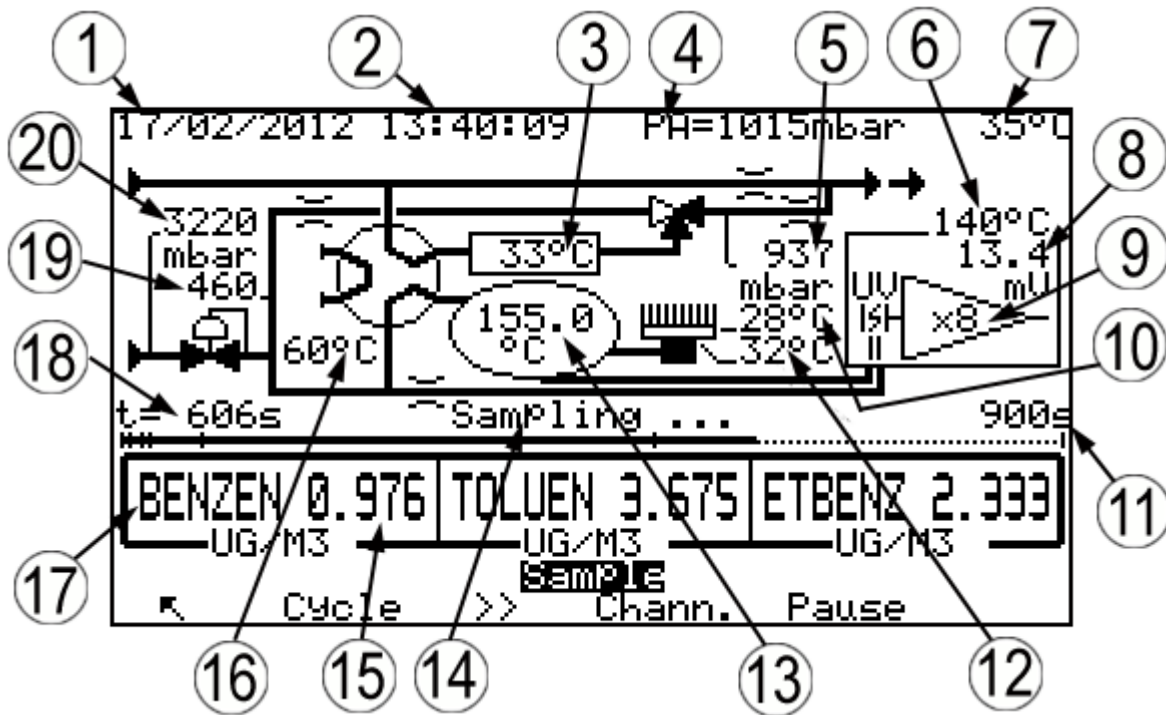 1 2 3 4 5 6 7
17/02/2012 13:40:09 PA=1015mbar 35°C
20 8
3220 140°C
mbar 33°C 937 13.4
19 460 mbar UV mV 9
155.0 28°C x8
60°C °C 32°C 10
18
t= 606s Sampling ... 900s
BENZEN 0.976 TOLUEN 3.675 ETBENZ 2.333 11
UG/M3 UG/M3 UG/M3
17 Sample
↖ Cycle >> Chann. Pause
16 15 14 13 12